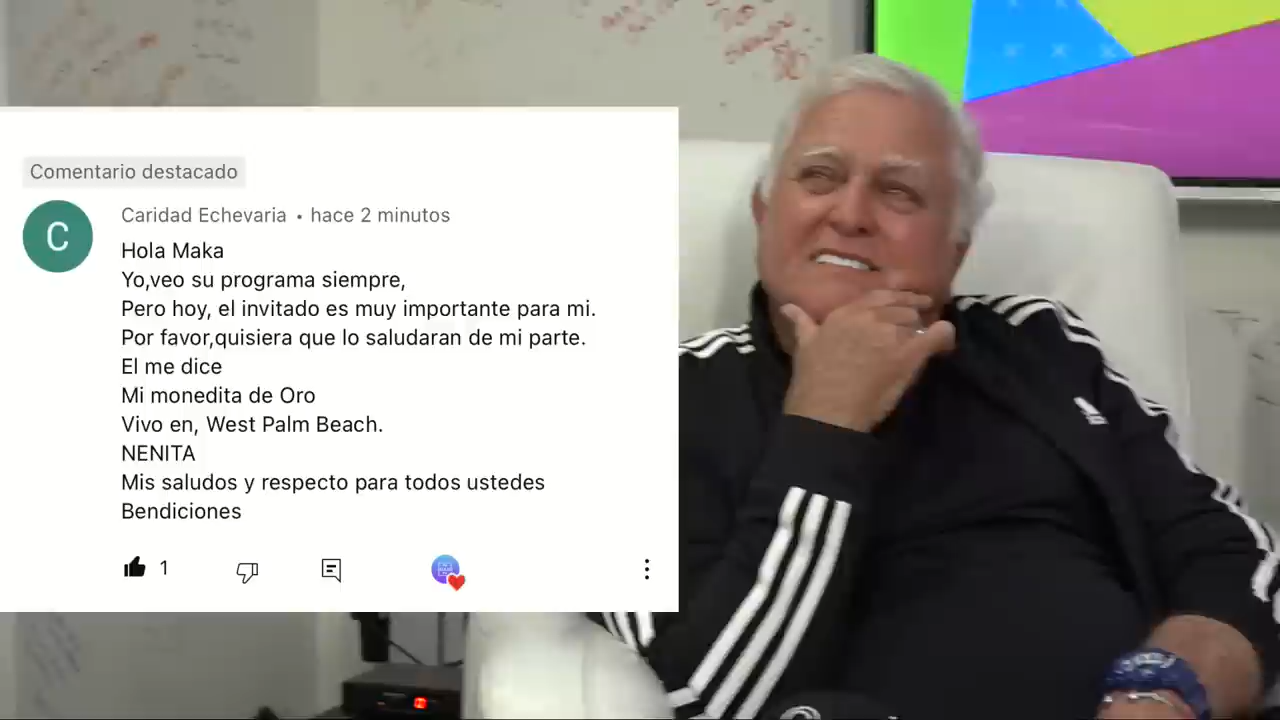 Comentario destacado
C
Caridad Echevaria • hace 2 minutos
Hola Maka
Yo,veo su programa siempre,
Pero hoy, el invitado es muy importante para mi.
Por favor,quisiera que lo saludaran de mi parte.
El me dice
Mi monedita de Oro
Vivo en, West Palm Beach.
NENITA
Mis saludos y respecto para todos ustedes
Bendiciones
1